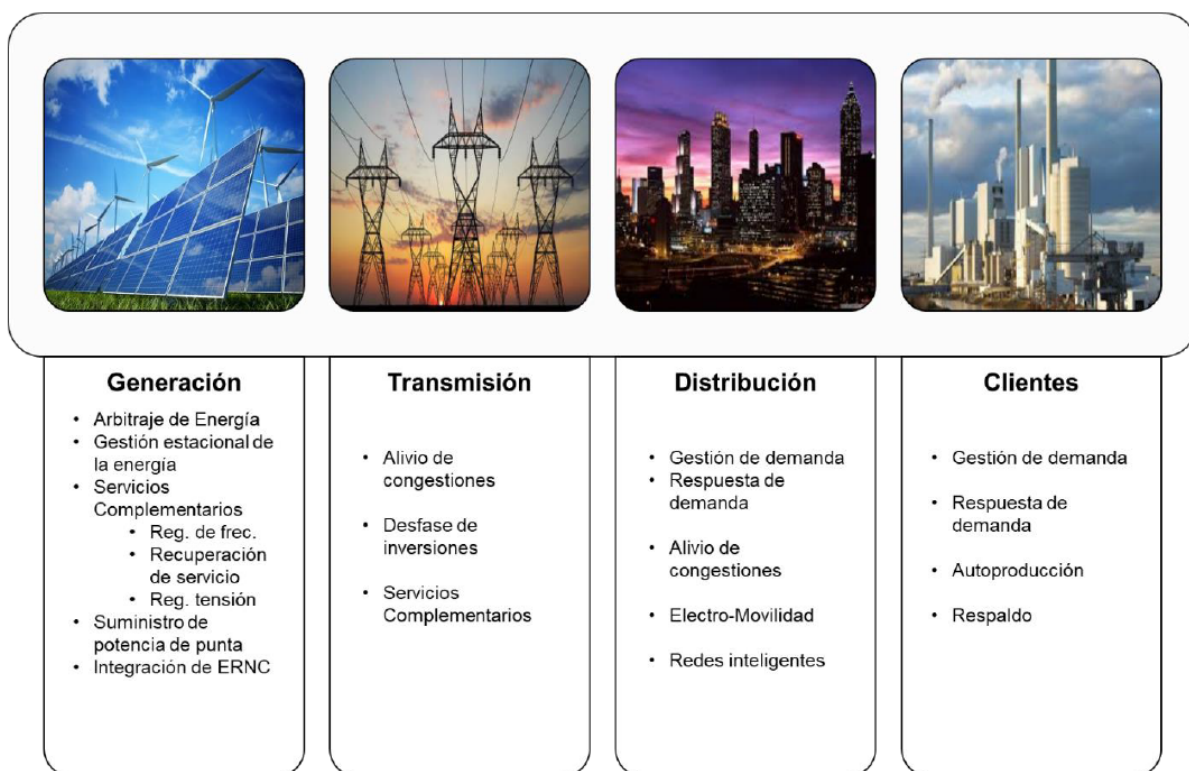 Generación
• Arbitraje de Energía
• Gestión estacional de
la energía
• Servicios
Complementarios
• Reg. de frec.
• Recuperación
de servicio
• Reg. tensión
• Suministro de
potencia de punta
• Integración de ERNC
Transmisión
• Alivio de
congestiones
• Desfase de
inversiones
• Servicios
Complementarios
Distribución
• Gestión de demanda
• Respuesta de
demanda
• Alivio de
congestiones
• Electro-Movilidad
• Redes inteligentes
Clientes
• Gestión de demanda
• Respuesta de
demanda
• Autoproducción
• Respaldo